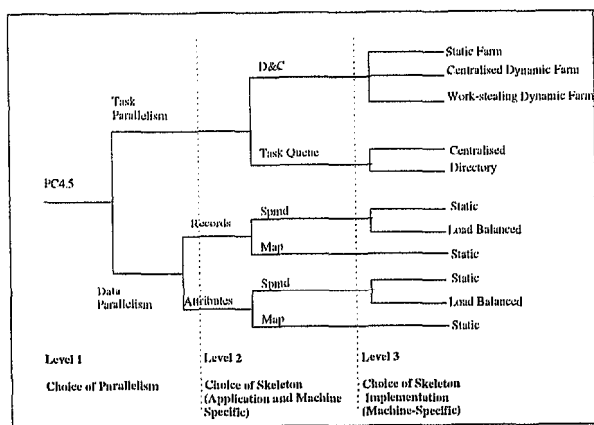 PC4.5
Task
Parallelism
Data
Parallelism
D&C
Task Queue
Records
Attributes
Spmd
Map
Spmd
Map
Static Farm
Centralised Dynamic Farm
Work-stealing Dynamic Farm
Centralised
Directory
Static
Load Balanced
Static
Static
Load Balanced
Static
Level 1
Choice of Parallelism
Level 2
Choice of Skeleton
(Application and Machine
Specific)
Level 3
Choice of Skeleton
Implementation
(Machine-Specific)